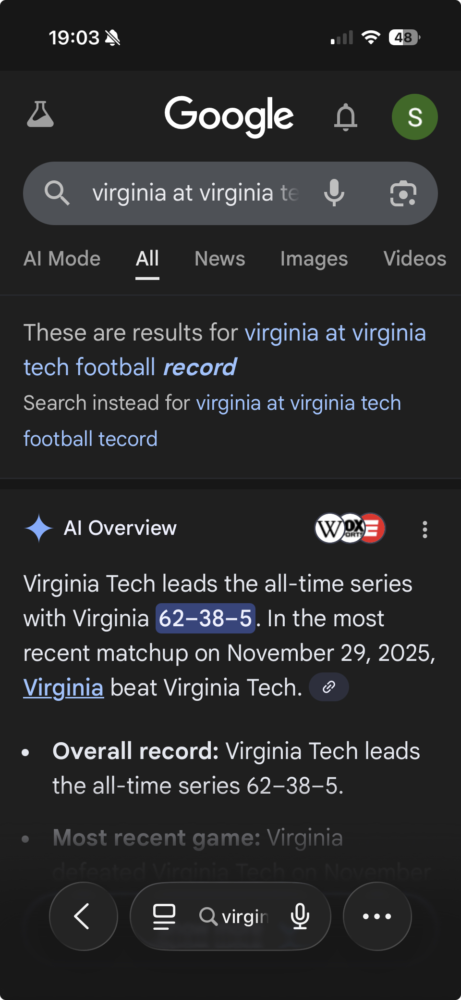 19:03
48
Google
S
virginia at virginia te
AI Mode All News Images Videos
These are results for virginia at virginia
tech football record
Search instead for virginia at virginia tech
football tecord
AI Overview
W OX ORTS E
Virginia Tech leads the all-time series
with Virginia 62–38–5. In the most
recent matchup on November 29, 2025,
Virginia beat Virginia Tech.
• Overall record: Virginia Tech leads
the all-time series 62–38–5.
• Most recent game: Virginia
defeated Virginia Tech on November
virgin